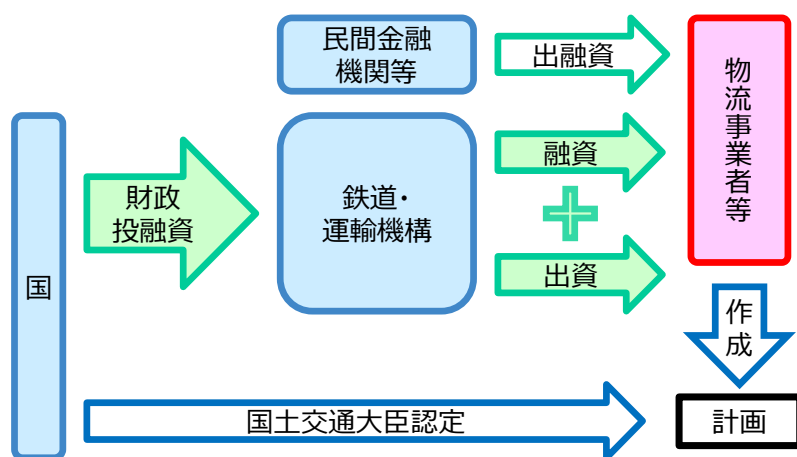 民間金融
機関等
出融資
物流事業者等
国
財政
投融資
鉄道・
運輸機構
融資
出資
作成
国土交通大臣認定
計画